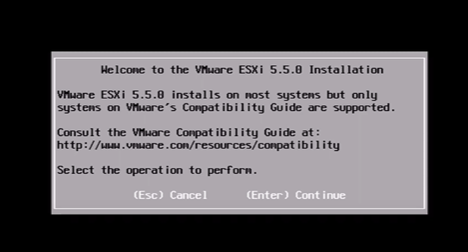 Welcome to the VMware ESXi 5.5.0 Installation
VMware ESXi 5.5.0 installs on most systems but only
systems on VMware's Compatibility Guide are supported.
Consult the VMware Compatibility Guide at:
http://www.vmware.com/resources/compatibility
Select the operation to perform.
(Esc) Cancel (Enter) Continue